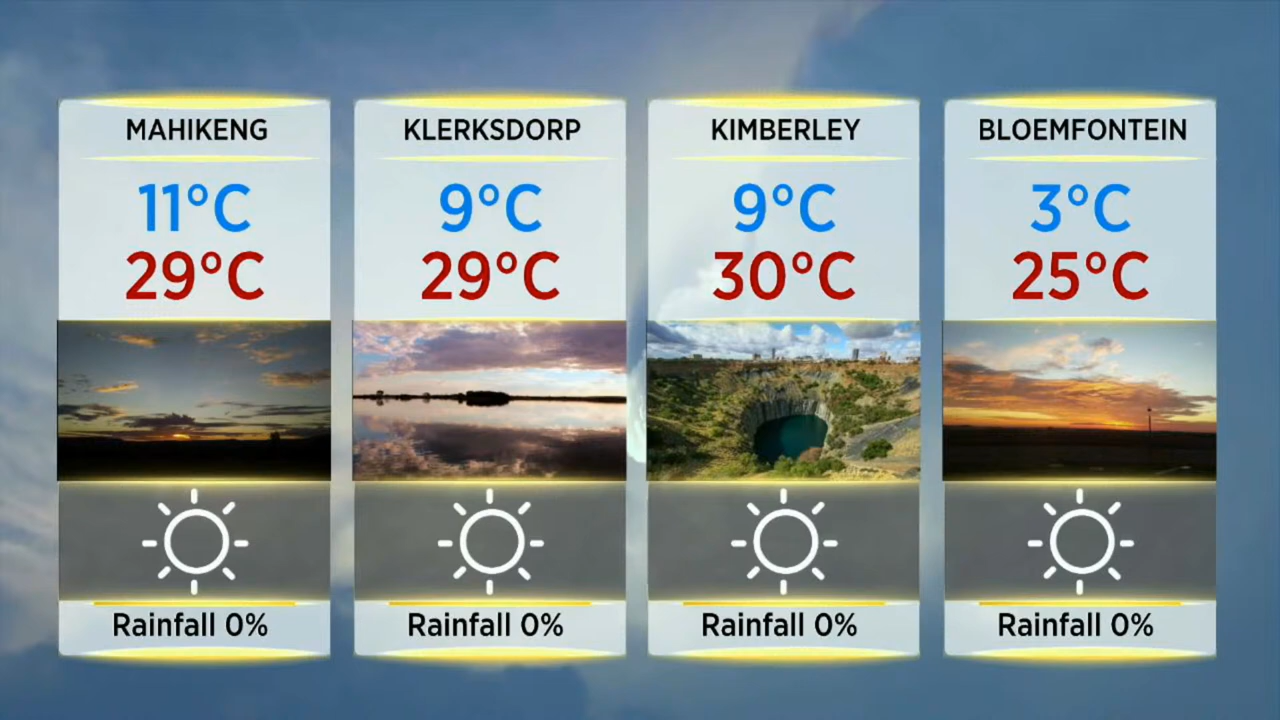 MAHIKENG
11°C
29°C
Rainfall 0%
KLERKSDORP
9°C
29°C
Rainfall 0%
KIMBERLEY
9°C
30°C
Rainfall 0%
BLOEMFONTEIN
3°C
25°C
Rainfall 0%